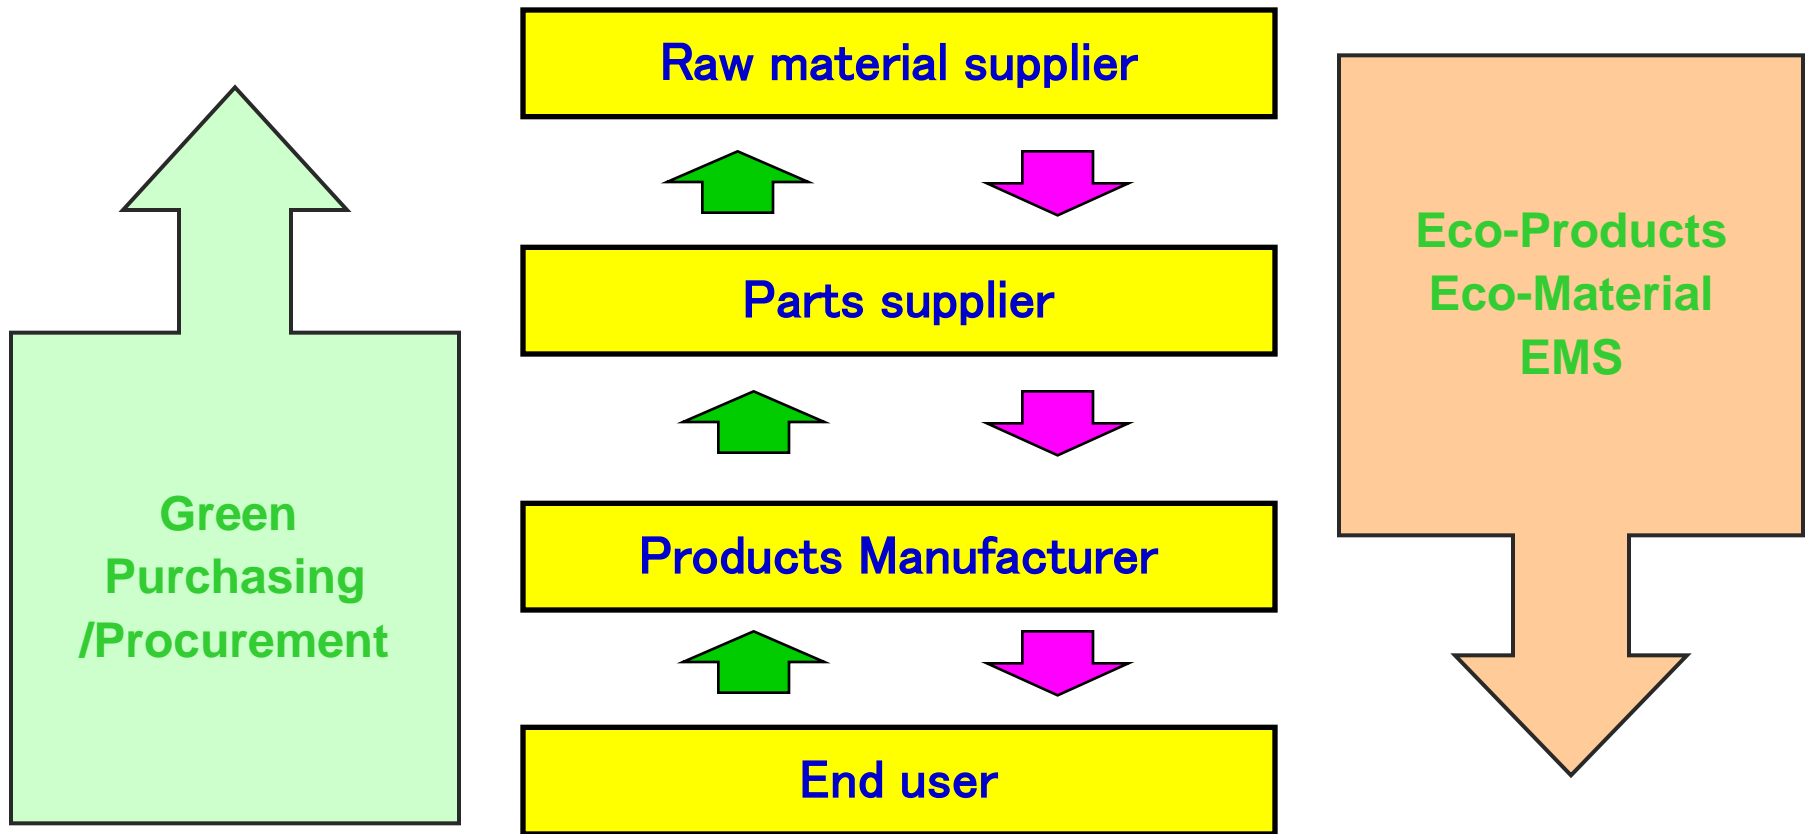 Raw material supplier
Parts supplier
Products Manufacturer
End user
Green
Purchasing
/Procurement
Eco-Products
Eco-Material
EMS